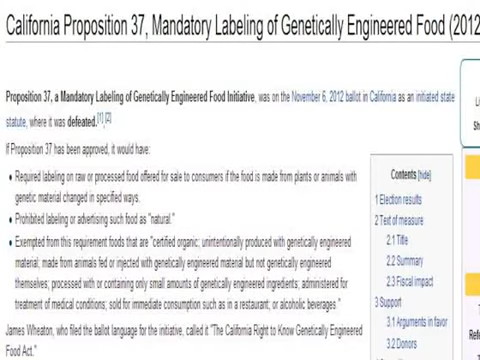 California Proposition 37, Mandatory Labeling of Genetically Engineered Food (2012
Proposition 37, a Mandatory Labeling of Genetically Engineered Food Initiative, was on the November 6, 2012 ballot in California as an initiated state
statute, where it was defeated.[1],[2]
If Proposition 37 has been approved, it would have:
• Required labeling on raw or processed food offered for sale to consumers if the food is made from plants or animals with
genetic material changed in specified ways.
• Prohibited labeling or advertising such food as "natural."
• Exempted from this requirement foods that are "certified organic; unintentionally produced with genetically engineered
material; made from animals fed or injected with genetically engineered material but not genetically engineered
themselves; processed with or containing only small amounts of genetically engineered ingredients; administered for
treatment of medical conditions; sold for immediate consumption such as in a restaurant; or alcoholic beverages."
James Wheaton, who filed the ballot language for the initiative, called it "The California Right to Know Genetically Engineered
Food Act."
Contents [hide]
1 Election results
2 Text of measure
2.1 Title
2.2 Summary
2.3 Fiscal impact
3 Support
3.1 Arguments in favor
3.2 Donors